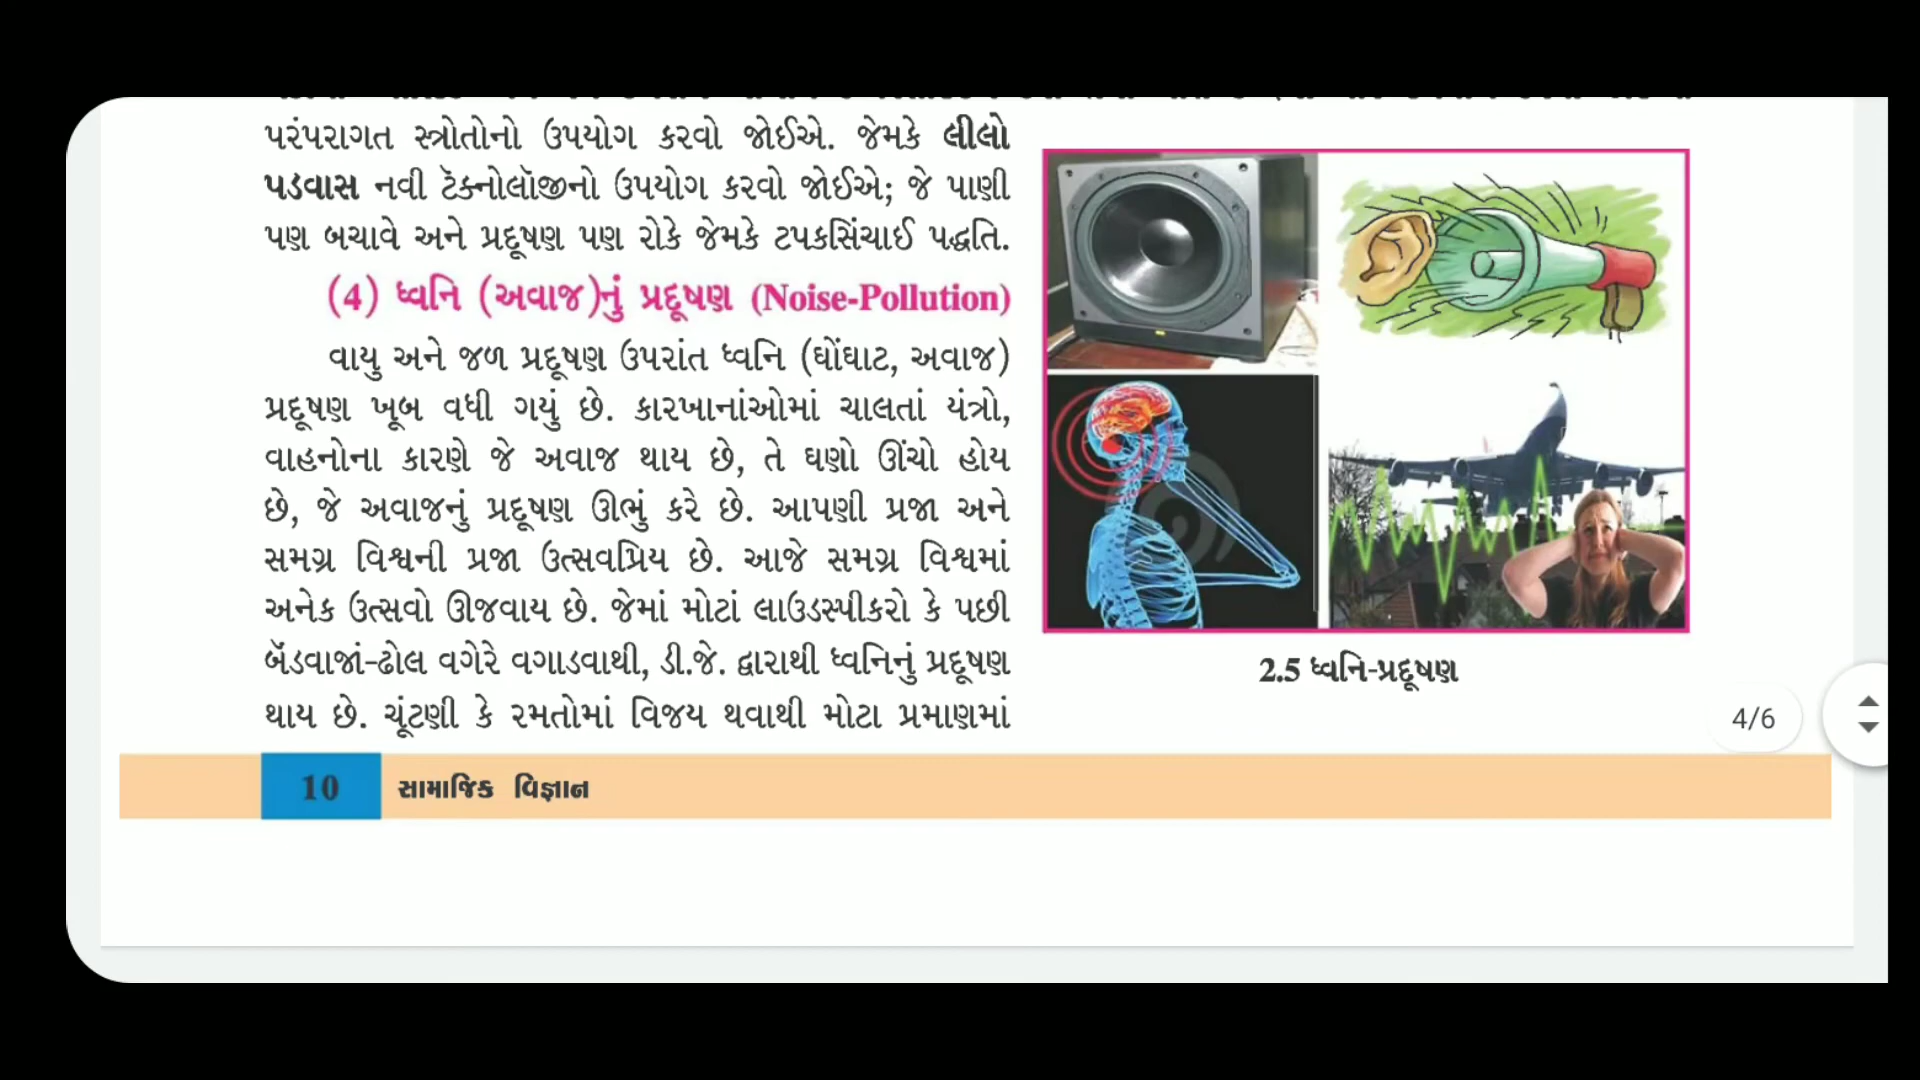 પરંપરાગત સ્ત્રોતોનો ઉપયોગ કરવો જોઈએ. જેમકે લીલો
પડવાસ નવી ટૅક્નોલૉજીનો ઉપયોગ કરવો જોઈએ; જે પાણી
પણ બચાવે અને પ્રદૂષણ પણ રોકે જેમકે ટપકસિંચાઈ પદ્ધતિ.
(4) ધ્વનિ (અવાજ)નું પ્રદૂષણ (Noise-Pollution)
વાયુ અને જળ પ્રદૂષણ ઉપરાંત ધ્વનિ (ઘોંઘાટ, અવાજ)
પ્રદૂષણ ખૂબ વધી ગયું છે. કારખાનાંઓમાં ચાલતાં યંત્રો,
વાહનોના કારણે જે અવાજ થાય છે, તે ઘણો ઊંચો હોય
છે, જે અવાજનું પ્રદૂષણ ઊભું કરે છે. આપણી પ્રજા અને
સમગ્ર વિશ્વની પ્રજા ઉત્સવપ્રિય છે. આજે સમગ્ર વિશ્વમાં
અનેક ઉત્સવો ઊજવાય છે. જેમાં મોટાં લાઉડસ્પીકરો કે પછી
બૅંડવાજાં-ઢોલ વગેરે વગાડવાથી, ડી.જે. દ્વારાથી ધ્વનિનું પ્રદૂષણ
થાય છે. ચૂંટણી કે રમતોમાં વિજય થવાથી મોટા પ્રમાણમાં
2.5 ધ્વનિ-પ્રદૂષણ
4/6
10 સામાજિક વિજ્ઞાન